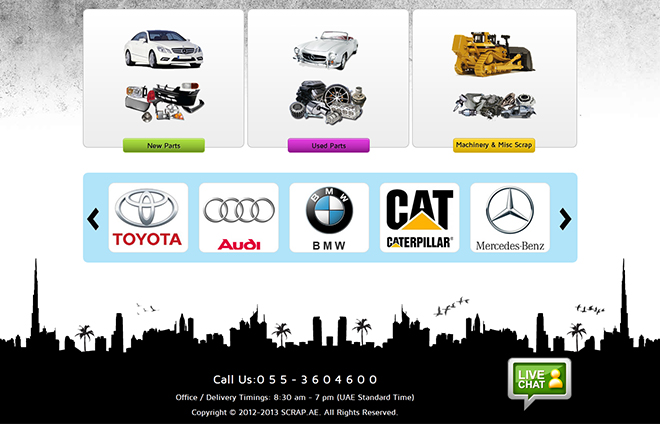 New Parts
Used Parts
Machinery & Misc Scrap
TOYOTA
Audi
BMW
BMW
CAT
CATERPILLAR®
Mercedes-Benz
Call Us:055-3604600
Office / Delivery Timings: 8:30 am - 7 pm (UAE Standard Time)
Copyright © 2012-2013 SCRAP.AE. All Rights Reserved.
LIVE
CHAT